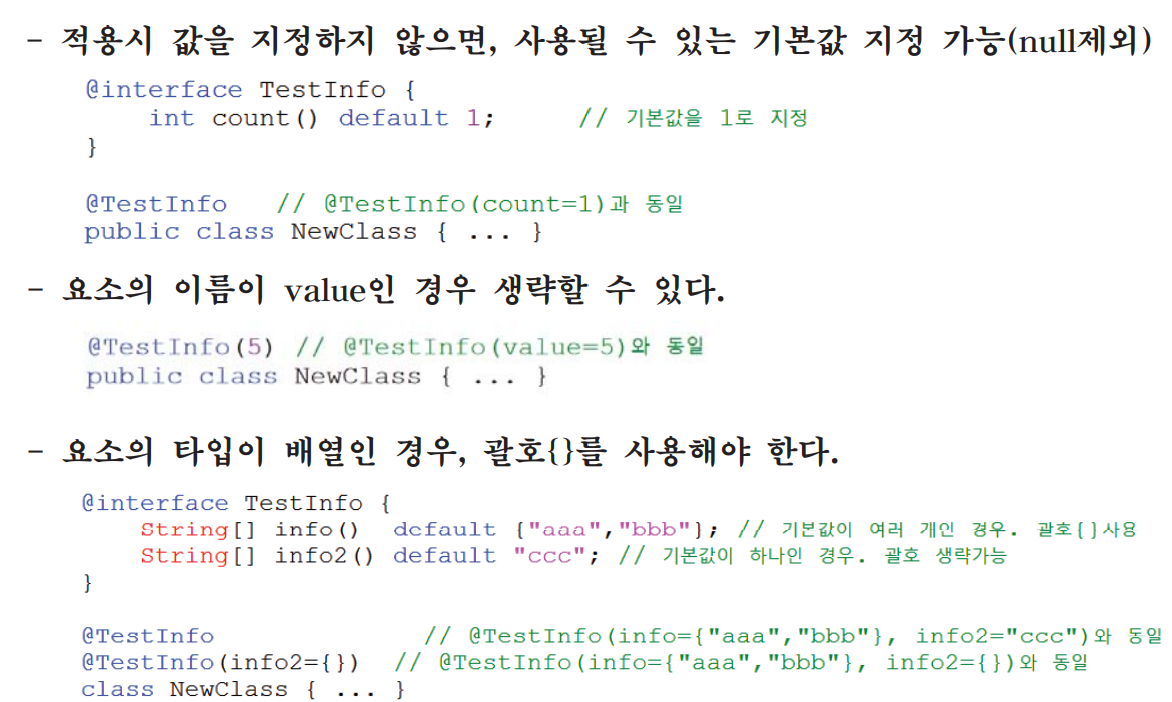 - 적용시 값을 지정하지 않으면, 사용될 수 있는 기본값 지정 가능(null제외)
@interface TestInfo {
    int count() default 1;     // 기본값을 1로 지정
}
@TestInfo   // @TestInfo(count=1)과 동일
public class NewClass { ... }
- 요소의 이름이 value인 경우 생략할 수 있다.
@TestInfo(5) // @TestInfo(value=5)와 동일
public class NewClass { ... }
- 요소의 타입이 배열인 경우, 괄호{}를 사용해야 한다.
@interface TestInfo {
    String[] info()  default {"aaa","bbb"}; // 기본값이 여러 개인 경우. 괄호{}사용
    String[] info2() default "ccc"; // 기본값이 하나인 경우. 괄호 생략가능
}
@TestInfo             // @TestInfo(info={"aaa","bbb"}, info2="ccc")와 동일
@TestInfo(info2={})  // @TestInfo(info={"aaa","bbb"}, info2={})와 동일
class NewClass { ... }